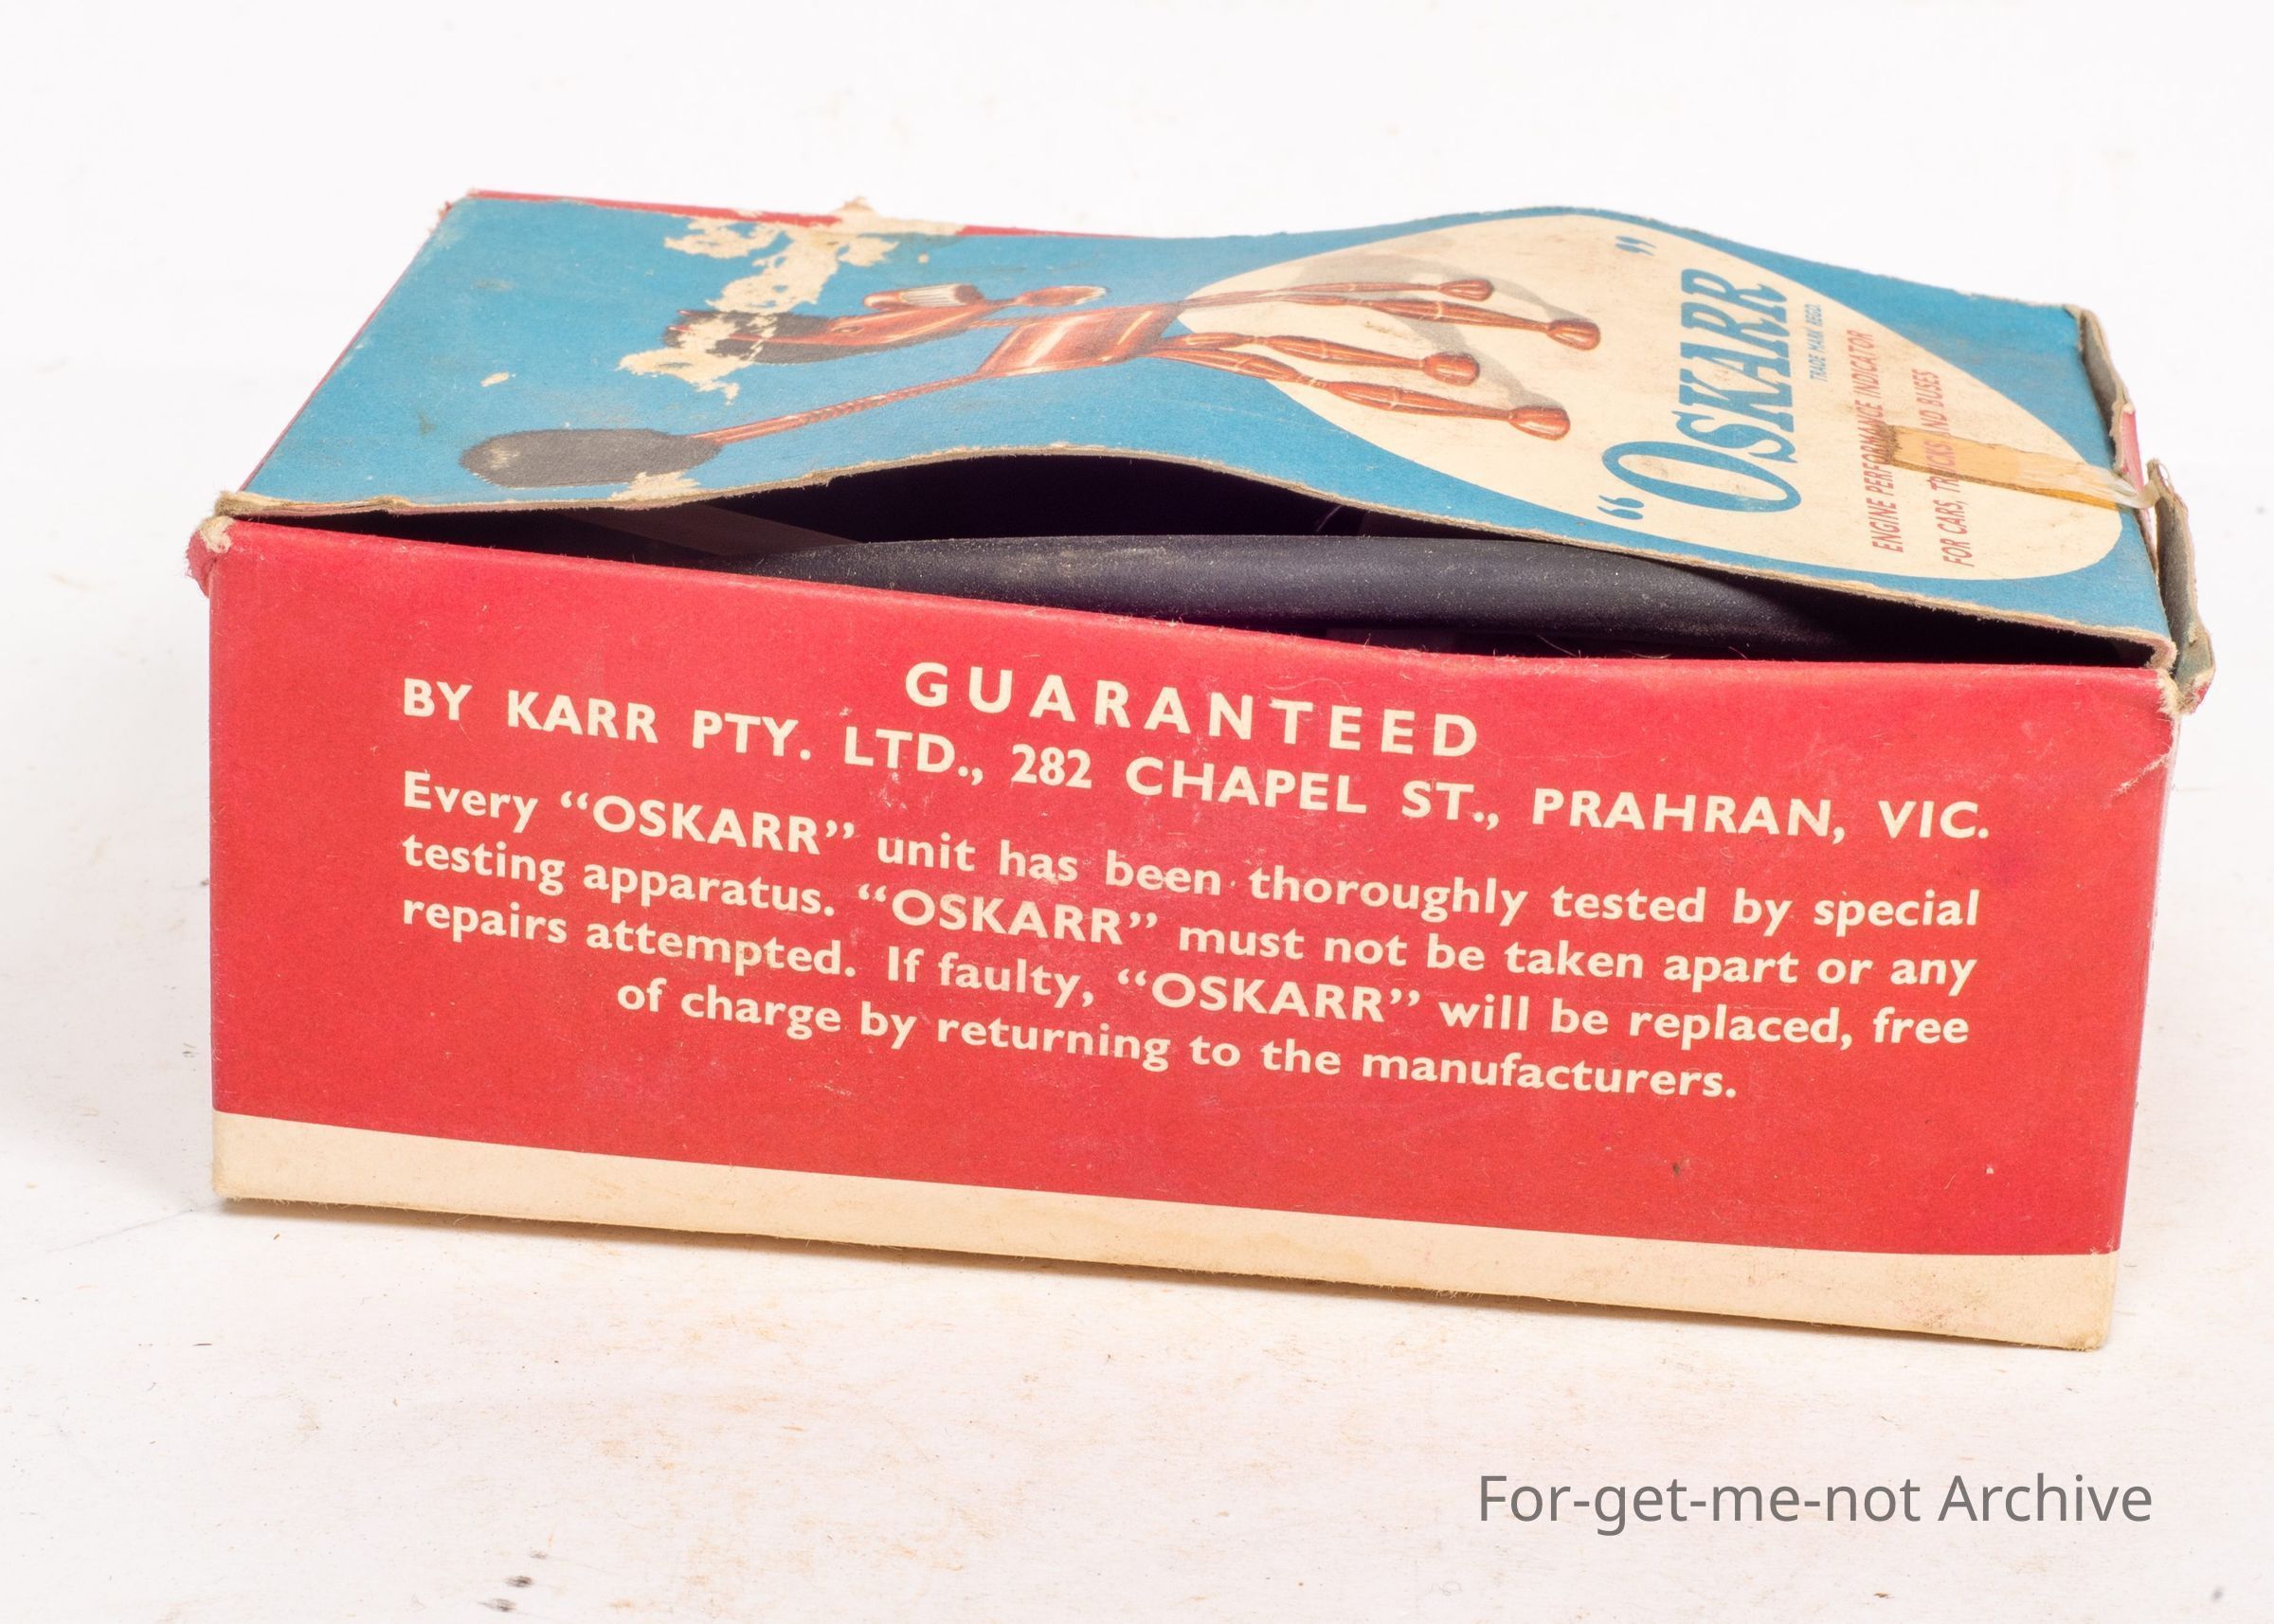 “OSKARR”
TRADE MARK REGD.
ENGINE PERFORMANCE INDICATOR
FOR CARS, TRUCKS AND BUSES
GUARANTEED
BY KARR PTY. LTD., 282 CHAPEL ST., PRAHRAN, VIC.
Every “OSKARR” unit has been thoroughly tested by special
testing apparatus. “OSKARR” must not be taken apart or any
repairs attempted. If faulty, “OSKARR” will be replaced, free
of charge by returning to the manufacturers.
For-get-me-not Archive